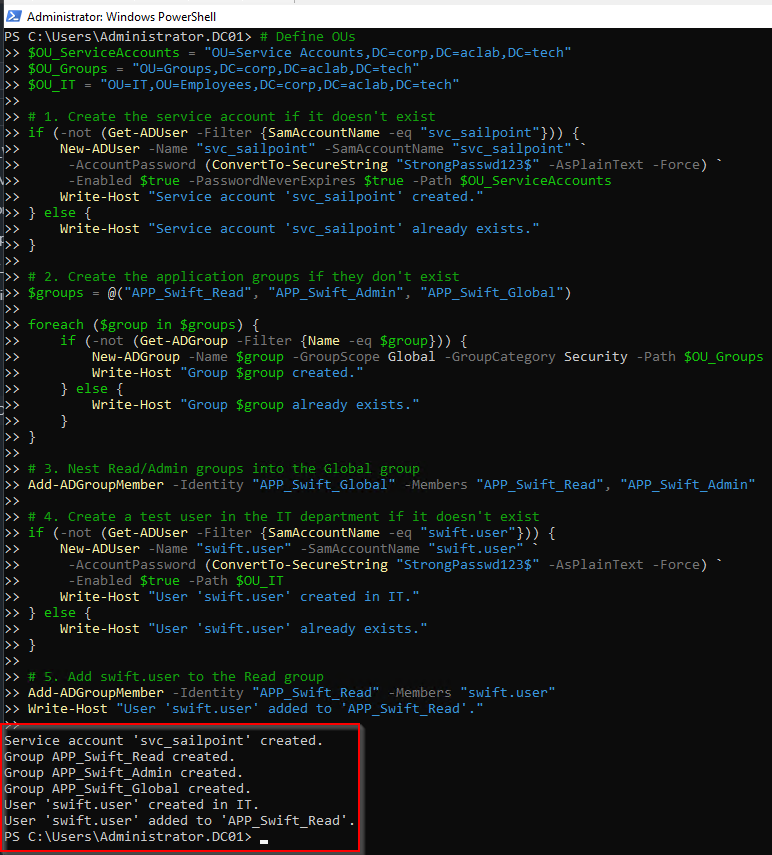 Administrator: Windows PowerShell
PS C:\Users\Administrator.DC01> # Define OUs
>> $OU_ServiceAccounts = "OU=Service Accounts,DC=corp,DC=aclab,DC=tech"
>> $OU_Groups = "OU=Groups,DC=corp,DC=aclab,DC=tech"
>> $OU_IT = "OU=IT,OU=Employees,DC=corp,DC=aclab,DC=tech"
>>
>> # 1. Create the service account if it doesn't exist
>> if (-not (Get-ADUser -Filter {SamAccountName -eq "svc_sailpoint"})) {
>>     New-ADUser -Name "svc_sailpoint" -SamAccountName "svc_sailpoint" `
>>      -AccountPassword (ConvertTo-SecureString "StrongPasswd123$" -AsPlainText -Force) `
>>      -Enabled $true -PasswordNeverExpires $true -Path $OU_ServiceAccounts
>>     Write-Host "Service account 'svc_sailpoint' created."
>> } else {
>>     Write-Host "Service account 'svc_sailpoint' already exists."
>> }
>>
>> # 2. Create the application groups if they don't exist
>> $groups = @("APP_Swift_Read", "APP_Swift_Admin", "APP_Swift_Global")
>>
>> foreach ($group in $groups) {
>>     if (-not (Get-ADGroup -Filter {Name -eq $group})) {
>>         New-ADGroup -Name $group -GroupScope Global -GroupCategory Security -Path $OU_Groups
>>         Write-Host "Group $group created."
>>     } else {
>>         Write-Host "Group $group already exists."
>>     }
>> }
>>
>> # 3. Nest Read/Admin groups into the Global group
>> Add-ADGroupMember -Identity "APP_Swift_Global" -Members "APP_Swift_Read", "APP_Swift_Admin"
>>
>> # 4. Create a test user in the IT department if it doesn't exist
>> if (-not (Get-ADUser -Filter {SamAccountName -eq "swift.user"})) {
>>     New-ADUser -Name "swift.user" -SamAccountName "swift.user" `
>>      -AccountPassword (ConvertTo-SecureString "StrongPasswd123$" -AsPlainText -Force) `
>>      -Enabled $true -Path $OU_IT
>>     Write-Host "User 'swift.user' created in IT."
>> } else {
>>     Write-Host "User 'swift.user' already exists."
>> }
>>
>> # 5. Add swift.user to the Read group
>> Add-ADGroupMember -Identity "APP_Swift_Read" -Members "swift.user"
>> Write-Host "User 'swift.user' added to 'APP_Swift_Read'."
>>
Service account 'svc_sailpoint' created.
Group APP_Swift_Read created.
Group APP_Swift_Admin created.
Group APP_Swift_Global created.
User 'swift.user' created in IT.
User 'swift.user' added to 'APP_Swift_Read'.
PS C:\Users\Administrator.DC01>